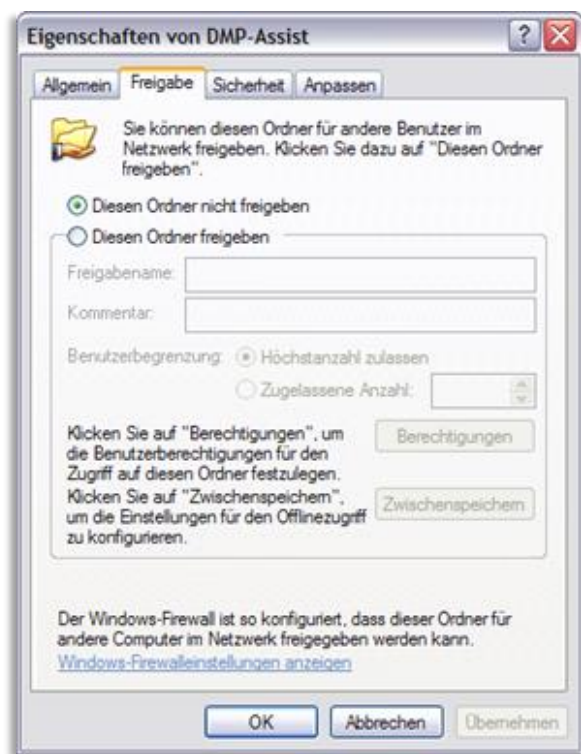 Eigenschaften von DMP-Assist
Allgemein Freigabe Sicherheit Anpassen
Sie können diesen Ordner für andere Benutzer im
Netzwerk freigeben. Klicken Sie dazu auf "Diesen Ordner
freigeben".
Diesen Ordner nicht freigeben
Diesen Ordner freigeben
Freigabename:
Kommentar:
Benutzerbegrenzung: Höchstanzahl zulassen
Zugelassene Anzahl:
Klicken Sie auf "Berechtigungen", um
die Benutzerberechtigungen für den
Zugriff auf diesen Ordner festzulegen.
Berechtigungen
Klicken Sie auf "Zwischenspeichern",
um die Einstellungen für den Offlinezugriff
zu konfigurieren.
Zwischenspeichern
Der Windows-Firewall ist so konfiguriert, dass dieser Ordner für
andere Computer im Netzwerk freigegeben werden kann.
Windows-Firewalleinstellungen anzeigen
OK Abbrechen Übernehmen